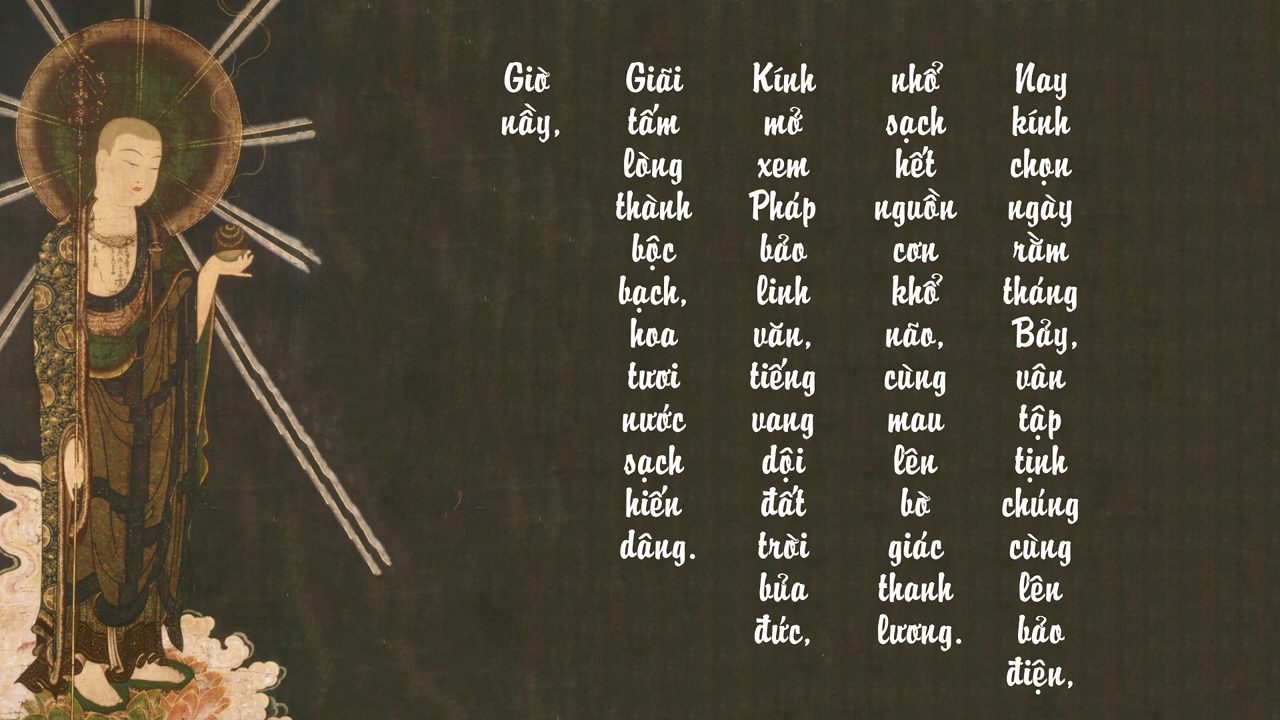 Nay kính chọn ngày rằm tháng Bảy, vân tập tịnh chúng cùng lên bảo điện,
nhổ sạch hết nguồn cơn khổ não, cùng mau lên bờ giác thanh lương.
Kính mở xem Pháp bảo linh văn, tiếng vang dội đất trời bủa đức,
Giãi tấm lòng thành bộc bạch, hoa tươi nước sạch hiến dâng.
Giờ nầy,